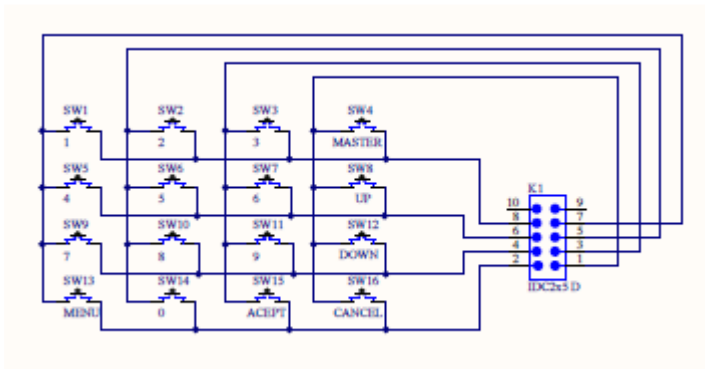 SW1 SW2 SW3 SW4
1 2 3 MASTER
SW5 SW6 SW7 SW8
4 5 6 UP
SW9 SW10 SW11 SW12
7 8 9 DOWN
SW13 SW14 SW15 SW16
MENU 0 ACEPT CANCEL
K1
10 9
8 7
6 5
4 3
2 1
IDC2x5 D